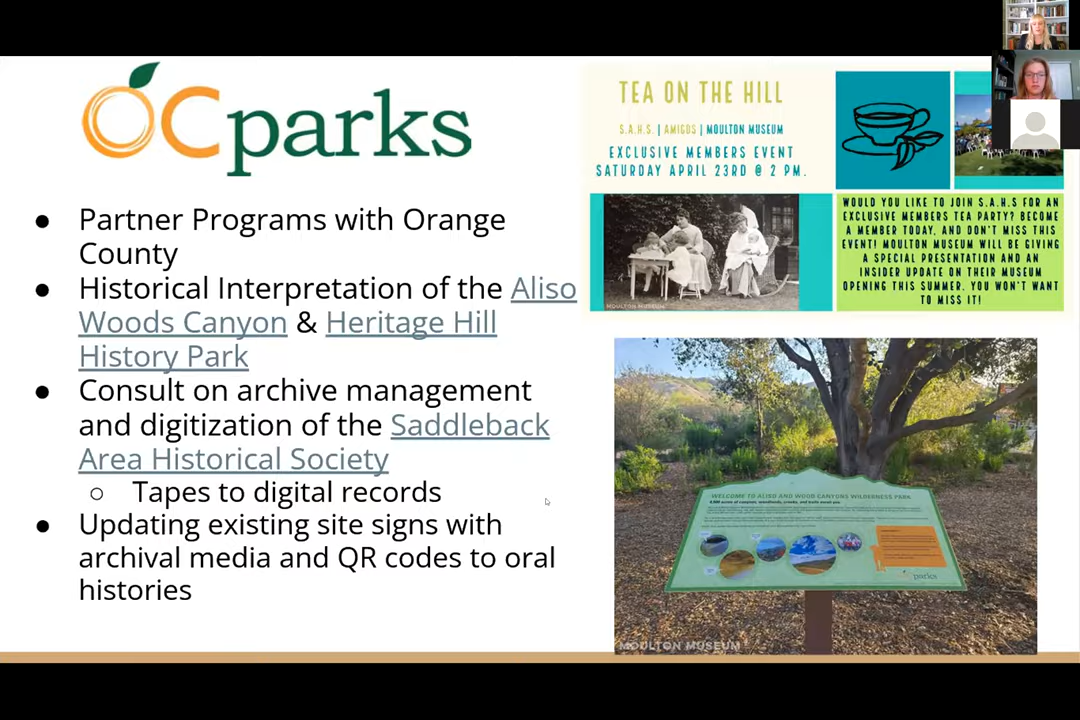 OCparks
● Partner Programs with Orange
County
● Historical Interpretation of the Aliso
Woods Canyon & Heritage Hill
History Park
● Consult on archive management
and digitization of the Saddleback
Area Historical Society
○ Tapes to digital records
● Updating existing site signs with
archival media and QR codes to oral
histories
TEA ON THE HILL
S.A.H.S. | AMIGOS | MOULTON MUSEUM
EXCLUSIVE MEMBERS EVENT
SATURDAY APRIL 23RD @ 2 PM.
MOULTON MUSEUM
WOULD YOU LIKE TO JOIN S.A.H.S FOR AN
EXCLUSIVE MEMBERS TEA PARTY? BECOME
A MEMBER TODAY, AND DON'T MISS THIS
EVENT! MOULTON MUSEUM WILL BE GIVING
A SPECIAL PRESENTATION AND AN
INSIDER UPDATE ON THEIR MUSEUM
OPENING THIS SUMMER. YOU WON'T WANT
TO MISS IT!
WELCOME TO ALISO AND WOOD CANYONS WILDERNESS PARK
OCparks
MOULTON MUSEUM